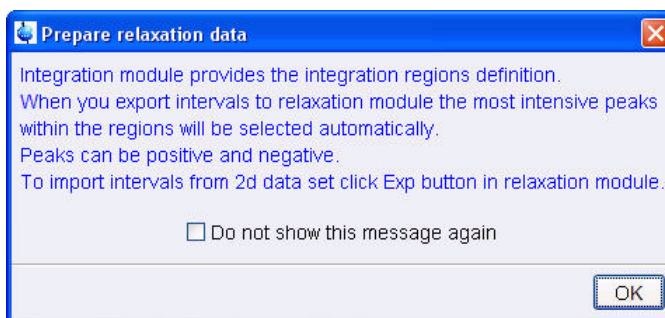 Prepare relaxation data
Integration module provides the integration regions definition.
When you export intervals to relaxation module the most intensive peaks
within the regions will be selected automatically.
Peaks can be positive and negative.
To import intervals from 2d data set click Exp button in relaxation module.
Do not show this message again
OK